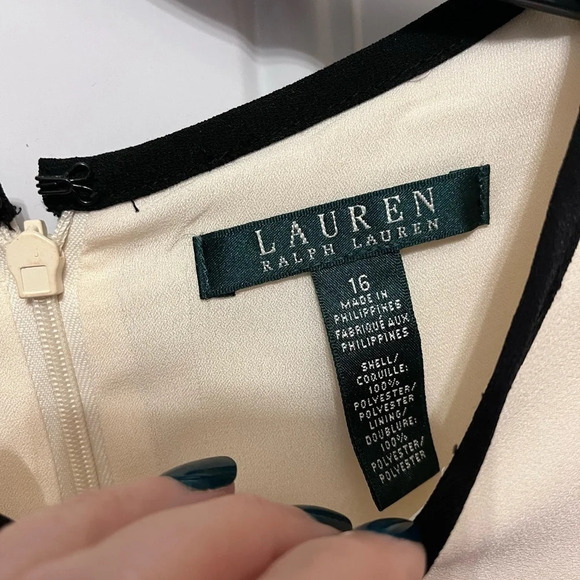 LAUREN
RALPH LAUREN
16
MADE IN
PHILIPPINES
FABRIQUÉ AUX
PHILIPPINES
SHELL/
COQUILLE:
100%
POLYESTER/
POLYESTER
LINING/
DOUBLURE:
100%
POLYESTER/
POLYESTER